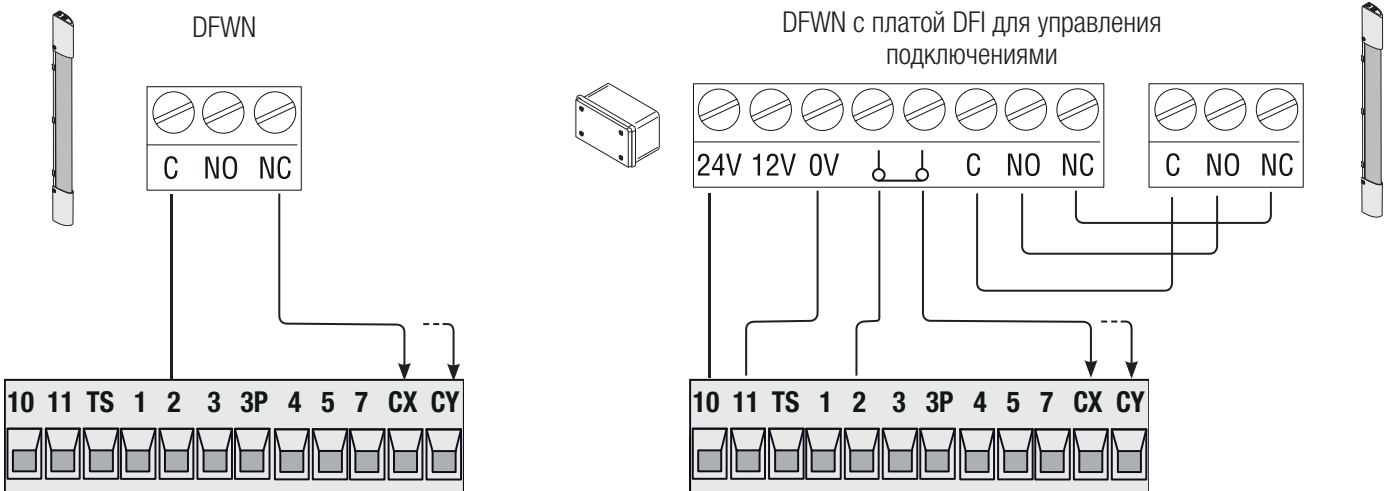 DFWN
C NO NC
10 11 TS 1 2 3 3P 4 5 7 CX CY
DFWN с платой DFI для управления
подключениями
24V 12V 0V C NO NC
C NO NC
10 11 TS 1 2 3 3P 4 5 7 CX CY